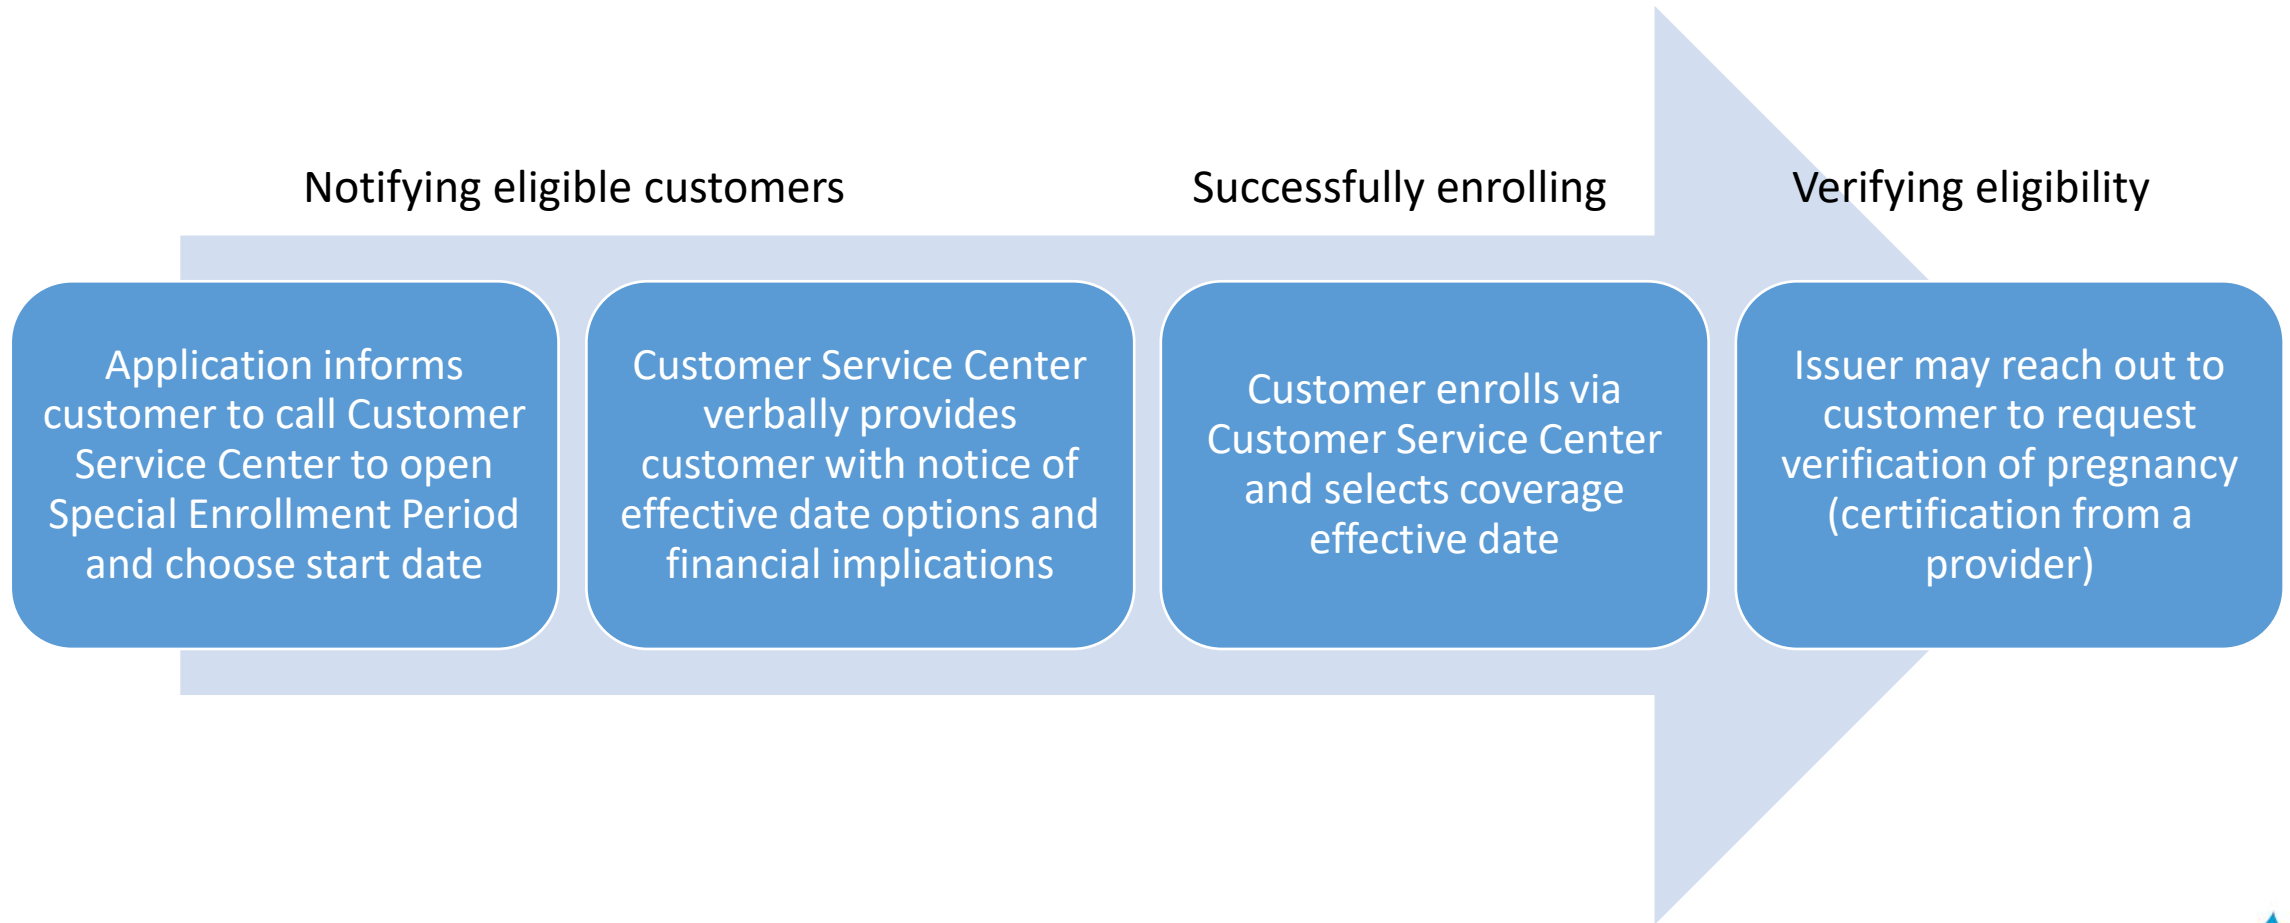 Notifying eligible customers
Successfully enrolling
Verifying eligibility
Application informs
customer to call Customer
Service Center to open
Special Enrollment Period
and choose start date
Customer Service Center
verbally provides
customer with notice of
effective date options and
financial implications
Customer enrolls via
Customer Service Center
and selects coverage
effective date
Issuer may reach out to
customer to request
verification of pregnancy
(certification from a
provider)